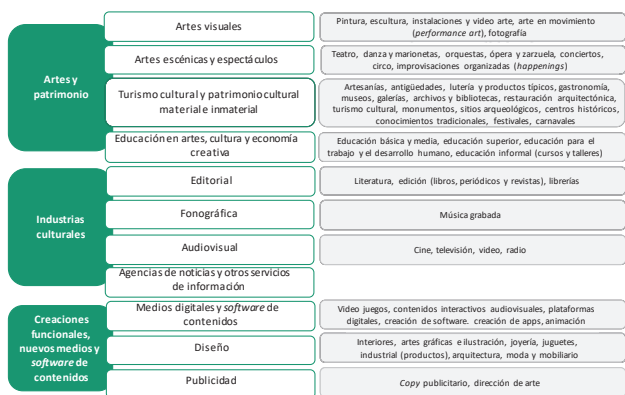 Artes y
patrimonio
Artes visuales
Pintura, escultura, instalaciones y video arte, arte en movimiento
(performance art), fotografía
Artes escénicas y espectáculos
Teatro, danza y marionetas, orquestas, ópera y zarzuela, conciertos,
circo, improvisaciones organizadas (happenings)
Turismo cultural y patrimonio cultural
material e inmaterial
Artesanías, antigüedades, lutería y productos típicos, gastronomía,
museos, galerías, archivos y bibliotecas, restauración arquitectónica,
turismo cultural, monumentos, sitios arqueológicos, centros históricos,
conocimientos tradicionales, festivales, carnavales
Educación en artes, cultura y economía
creativa
Educación básica y media, educación superior, educación para el
trabajo y el desarrollo humano, educación informal (cursos y talleres)
Industrias
culturales
Editorial
Literatura, edición (libros, periódicos y revistas), librerías
Fonográfica
Música grabada
Audiovisual
Cine, televisión, video, radio
Agencias de noticias y otros servicios
de información
Creaciones
funcionales,
nuevos medios y
software de
contenidos
Medios digitales y software de
contenidos
Video juegos, contenidos interactivos audiovisuales, plataformas
digitales, creación de software. creación de apps, animación
Diseño
Interiores, artes gráficas e ilustración, joyería, juguetes,
industrial (productos), arquitectura, moda y mobiliario
Publicidad
Copy publicitario, dirección de arte